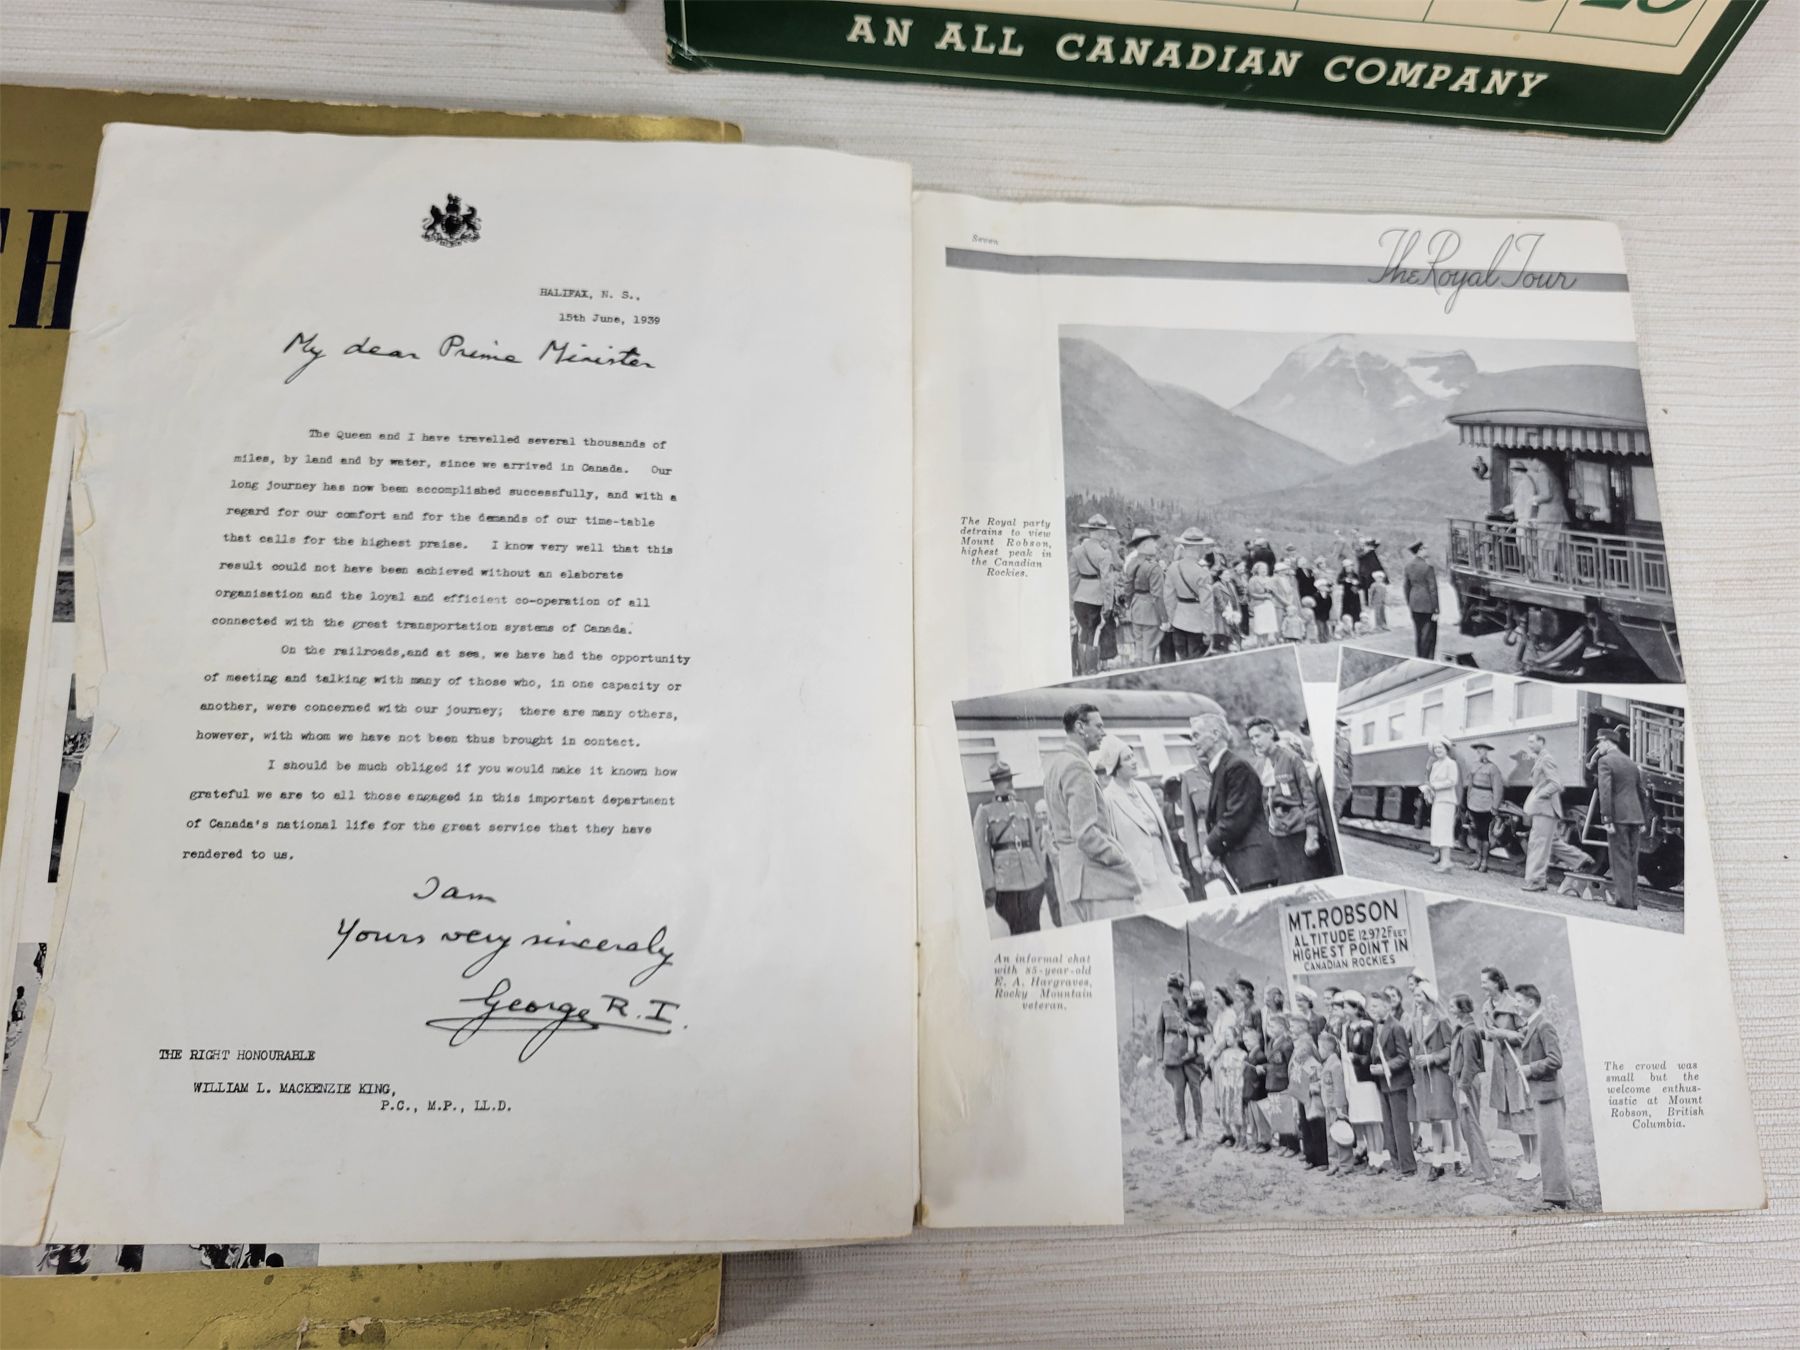 AN ALL CANADIAN COMPANY
HALIFAX, N. S.,
15th June, 1939
My dear Prime Minister
The Queen and I have travelled several thousands of
miles, by land and by water, since we arrived in Canada. Our
long journey has now been accomplished successfully, and with a
regard for our comfort and for the demands of our time-table
that calls for the highest praise. I know very well that this
result could not have been achieved without an elaborate
organisation and the loyal and efficient co-operation of all
connected with the great transportation systems of Canada.
On the railroads,and at sea, we have had the opportunity
of meeting and talking with many of those who, in one capacity or
another, were concerned with our journey; there are many others,
however, with whom we have not been thus brought in contact.
I should be much obliged if you would make it known how
grateful we are to all those engaged in this important department
of Canada's national life for the great service that they have
rendered to us.
I am
Yours very sincerely
George R.I.
THE RIGHT HONOURABLE
WILLIAM L. MACKENZIE KING,
P.C., M.P., LL.D.
Seven
The Royal Tour
The Royal party
detrains to view
Mount Robson,
highest peak in
the Canadian
Rockies.
An informal chat
with 85-year-old
E. A. Hargraves,
Rocky Mountain
veteran.
MT. ROBSON
ALTITUDE 12,972 FEET
HIGHEST POINT IN
CANADIAN ROCKIES
The crowd was
small but the
welcome enthus-
iastic at Mount
Robson, British
Columbia.